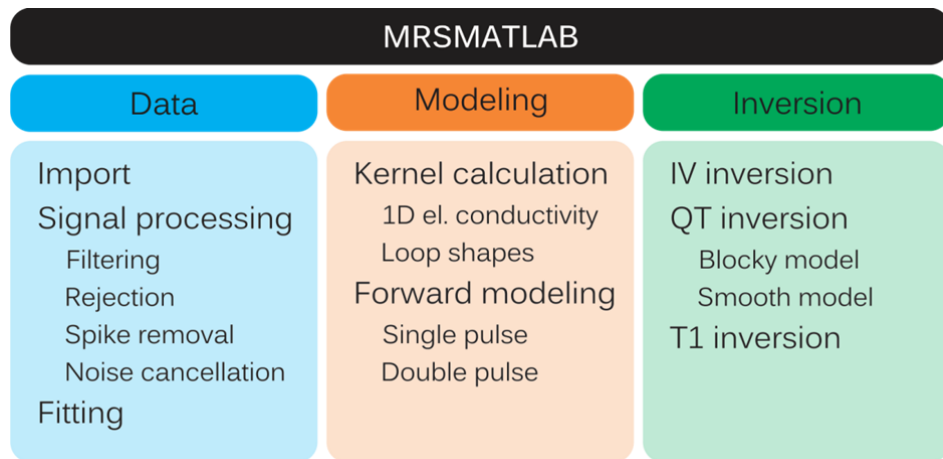 MRSMATLAB
Data
Import
Signal processing
Filtering
Rejection
Spike removal
Noise cancellation
Fitting
Modeling
Kernel calculation
1D el. conductivity
Loop shapes
Forward modeling
Single pulse
Double pulse
Inversion
IV inversion
QT inversion
Blocky model
Smooth model
T1 inversion